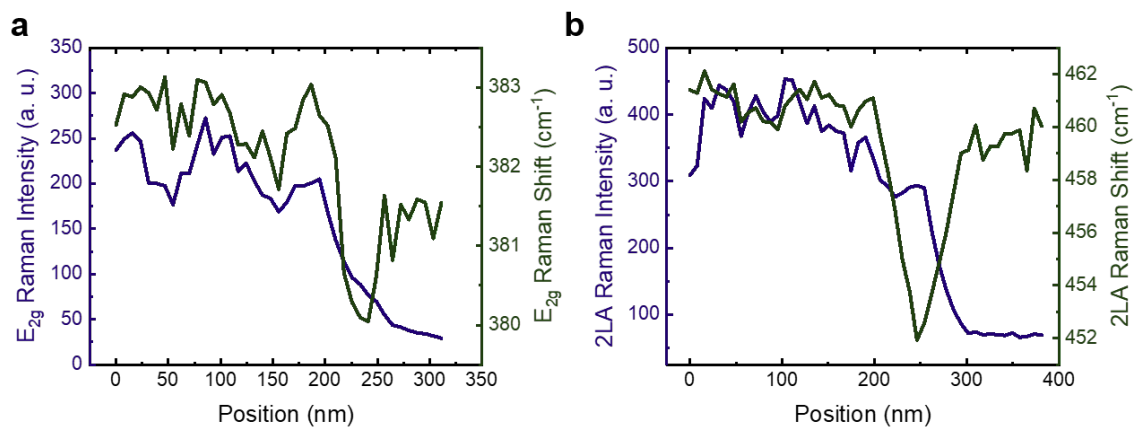 a
E2g Raman Intensity (a. u.)
350
300
250
200
150
100
50
0
383
382
381
380
E2g Raman Shift (cm-1)
0 50 100 150 200 250 300 350
Position (nm)
b
2LA Raman Intensity (a. u.)
500
400
300
200
100
462
460
458
456
454
452
2LA Raman Shift (cm-1)
0 100 200 300 400
Position (nm)